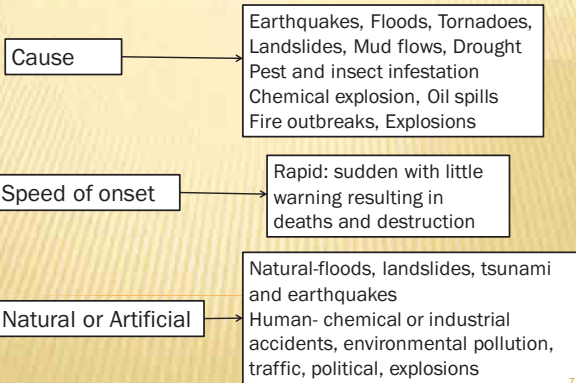 Cause
Earthquakes, Floods, Tornadoes,
Landslides, Mud flows, Drought
Pest and insect infestation
Chemical explosion, Oil spills
Fire outbreaks, Explosions
Speed of onset
Rapid: sudden with little
warning resulting in
deaths and destruction
Natural or Artificial
Natural-floods, landslides, tsunami
and earthquakes
Human- chemical or industrial
accidents, environmental pollution,
traffic, political, explosions
7